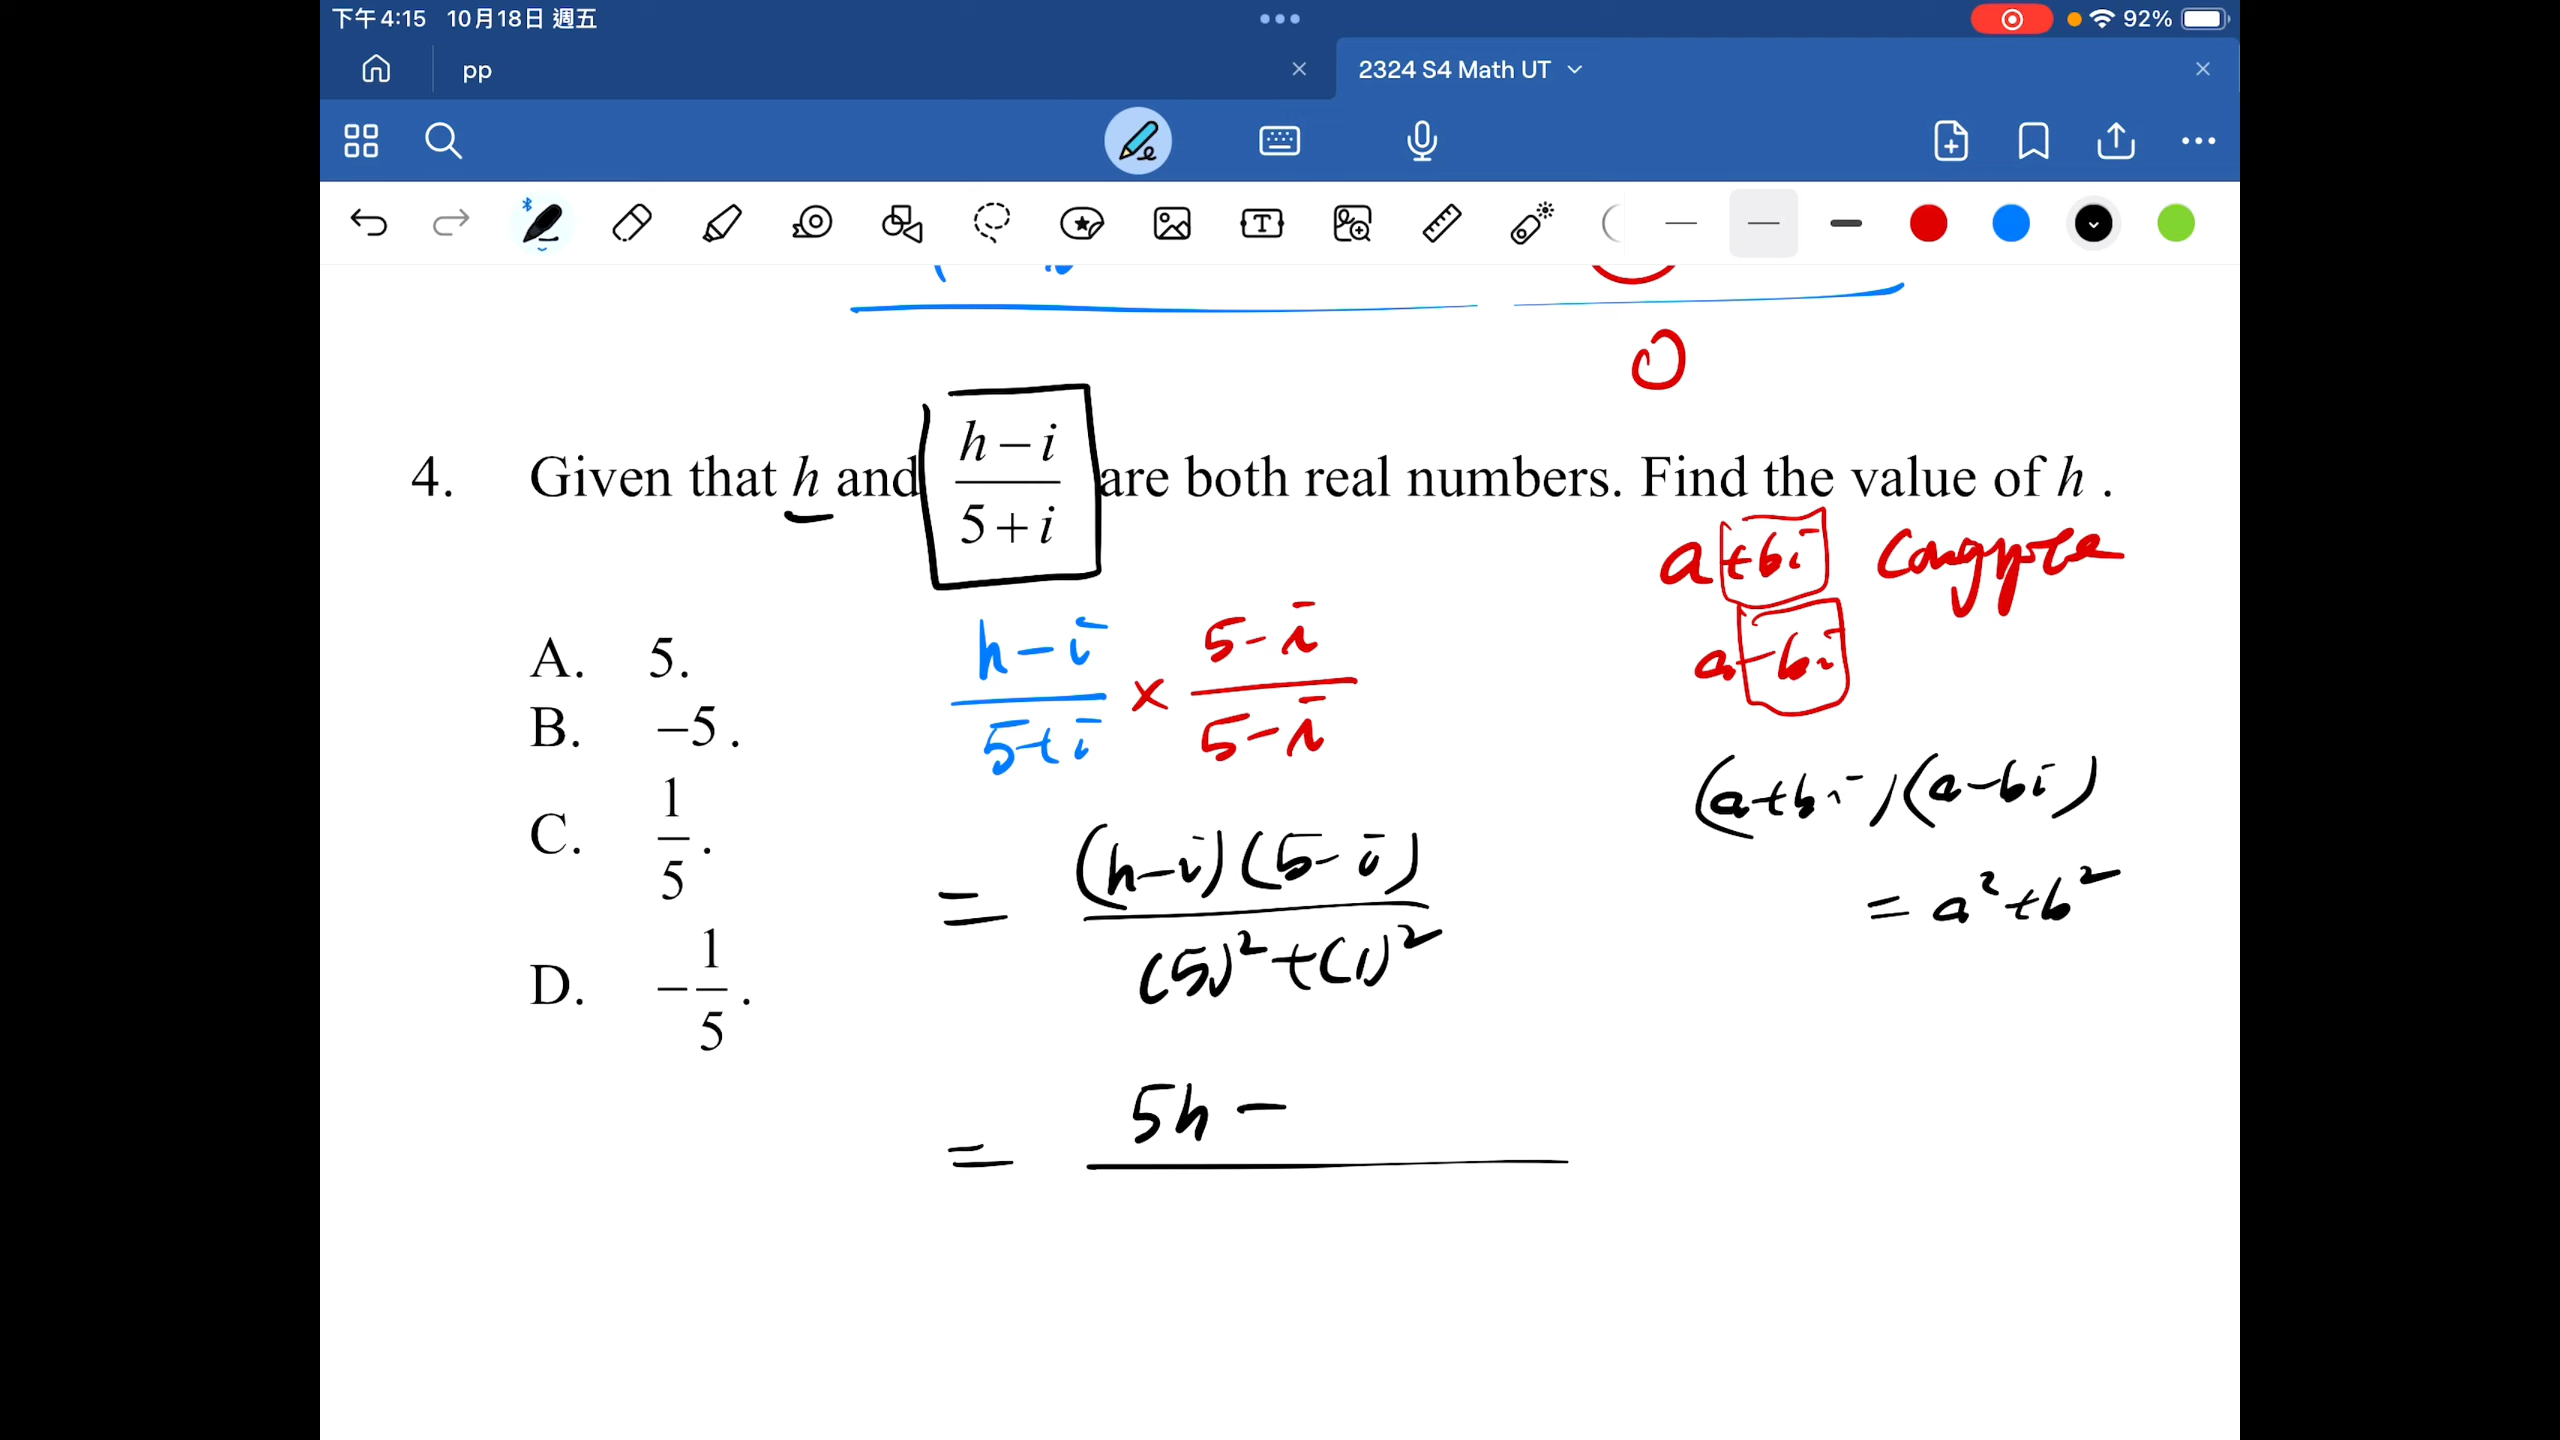 下午4:15 10月18日 週五
92%
pp
2324 S4 Math UT
0
4. Given that h and (h−i)/(5+i) are both real numbers. Find the value of h .
a+bi
a−bi
A. 5.
B. −5 .
C. 1/5 .
D. −1/5 .
(h−i)/(5+i) × (5−i)/(5−i)
= (h−i)(5−i)/((5)²+(1)²)
= 5h −
(a+bi)(a−bi)
= a²+b²